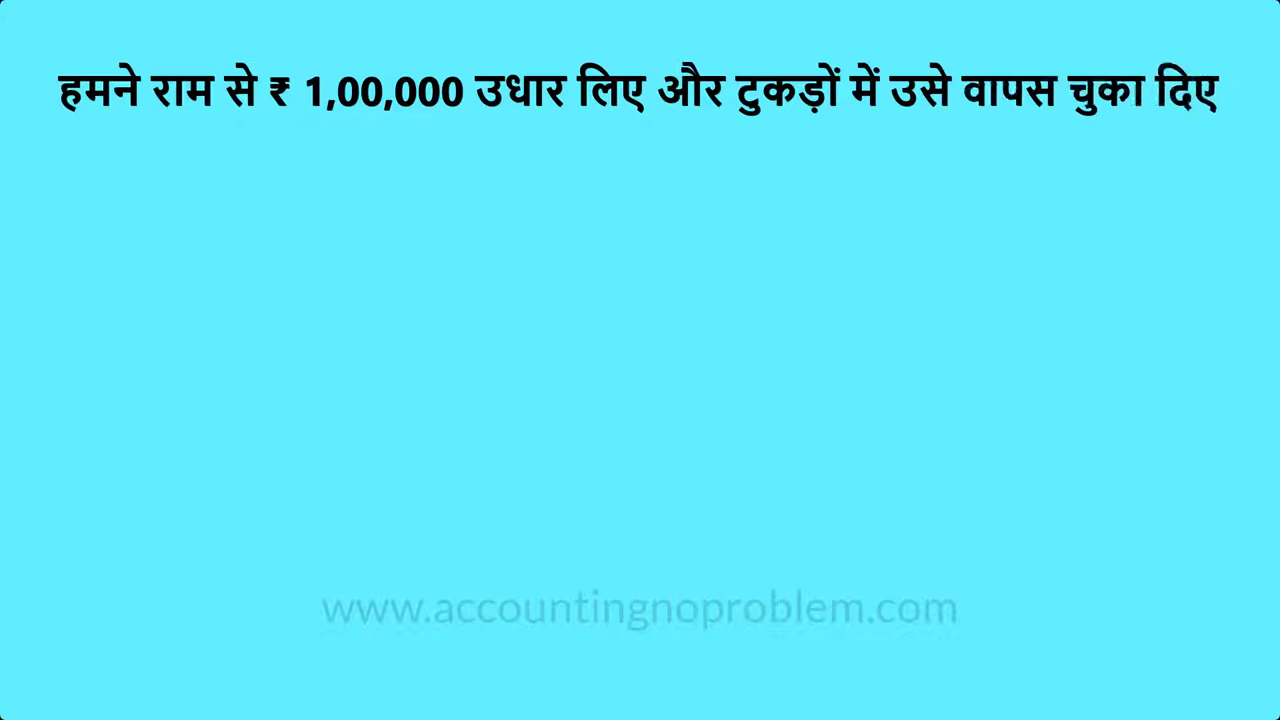 हमने राम से ₹ 1,00,000 उधार लिए और टुकड़ों में उसे वापस चुका दिए
www.accountingnoproblem.com